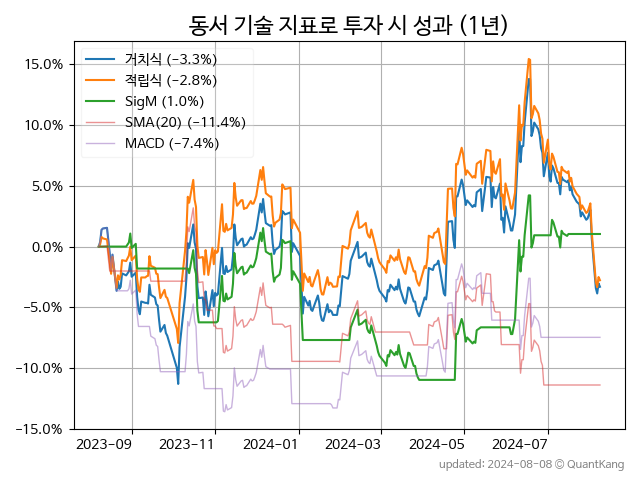 동서 기술 지표로 투자 시 성과 (1년)
거치식 (−3.3%)
적립식 (−2.8%)
SigM (1.0%)
SMA(20) (−11.4%)
MACD (−7.4%)
15.0%
10.0%
5.0%
0.0%
−5.0%
−10.0%
−15.0%
2023-09 2023-11 2024-01 2024-03 2024-05 2024-07
updated: 2024-08-08 © QuantKang